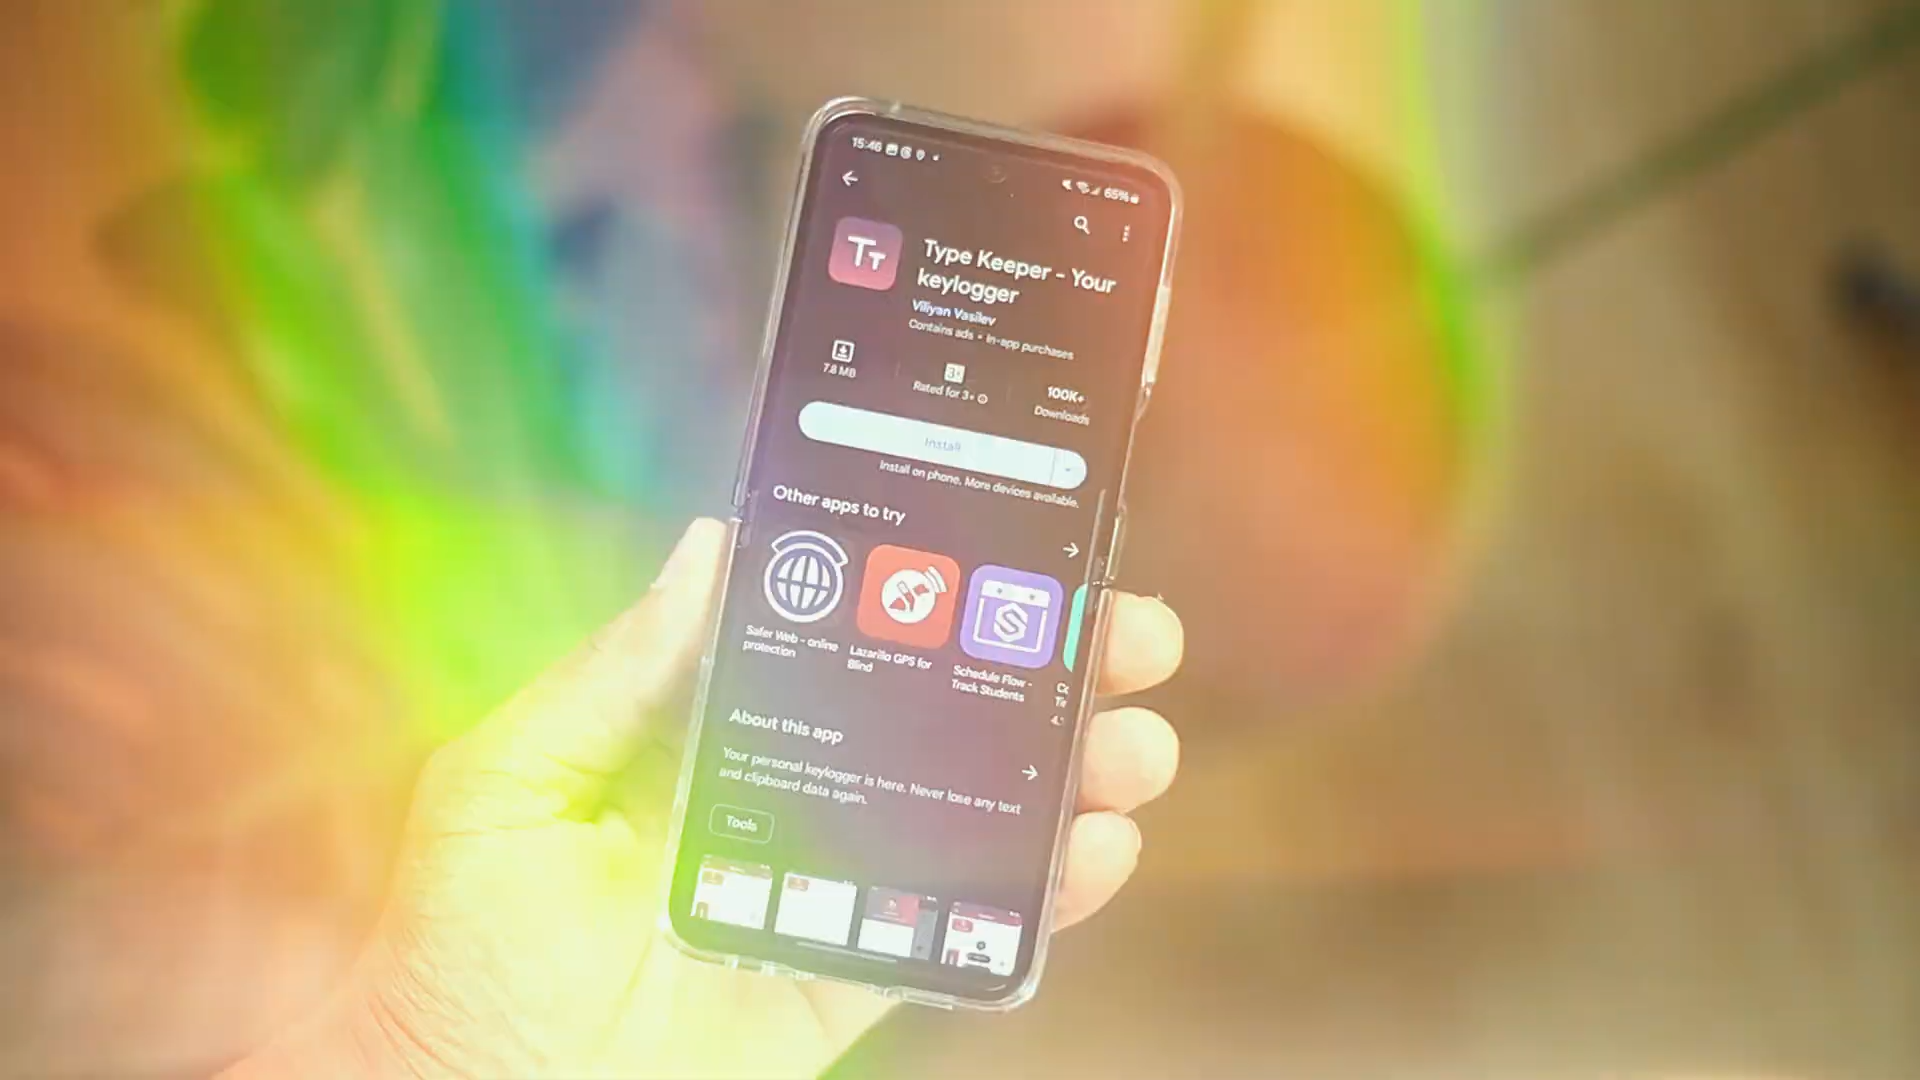 15:46
65%
Tт
Type Keeper - Your
keylogger
Viliyan Vasilev
Contains ads • In-app purchases
7.8 MB
3+
Rated for 3+
100K+
Downloads
Install
Install on phone. More devices available.
Other apps to try
Safer Web - online
protection
Lazarillo GPS for
Blind
Schedule Flow -
Track Students
About this app
Your personal keylogger is here. Never lose any text
and clipboard data again.
Tools